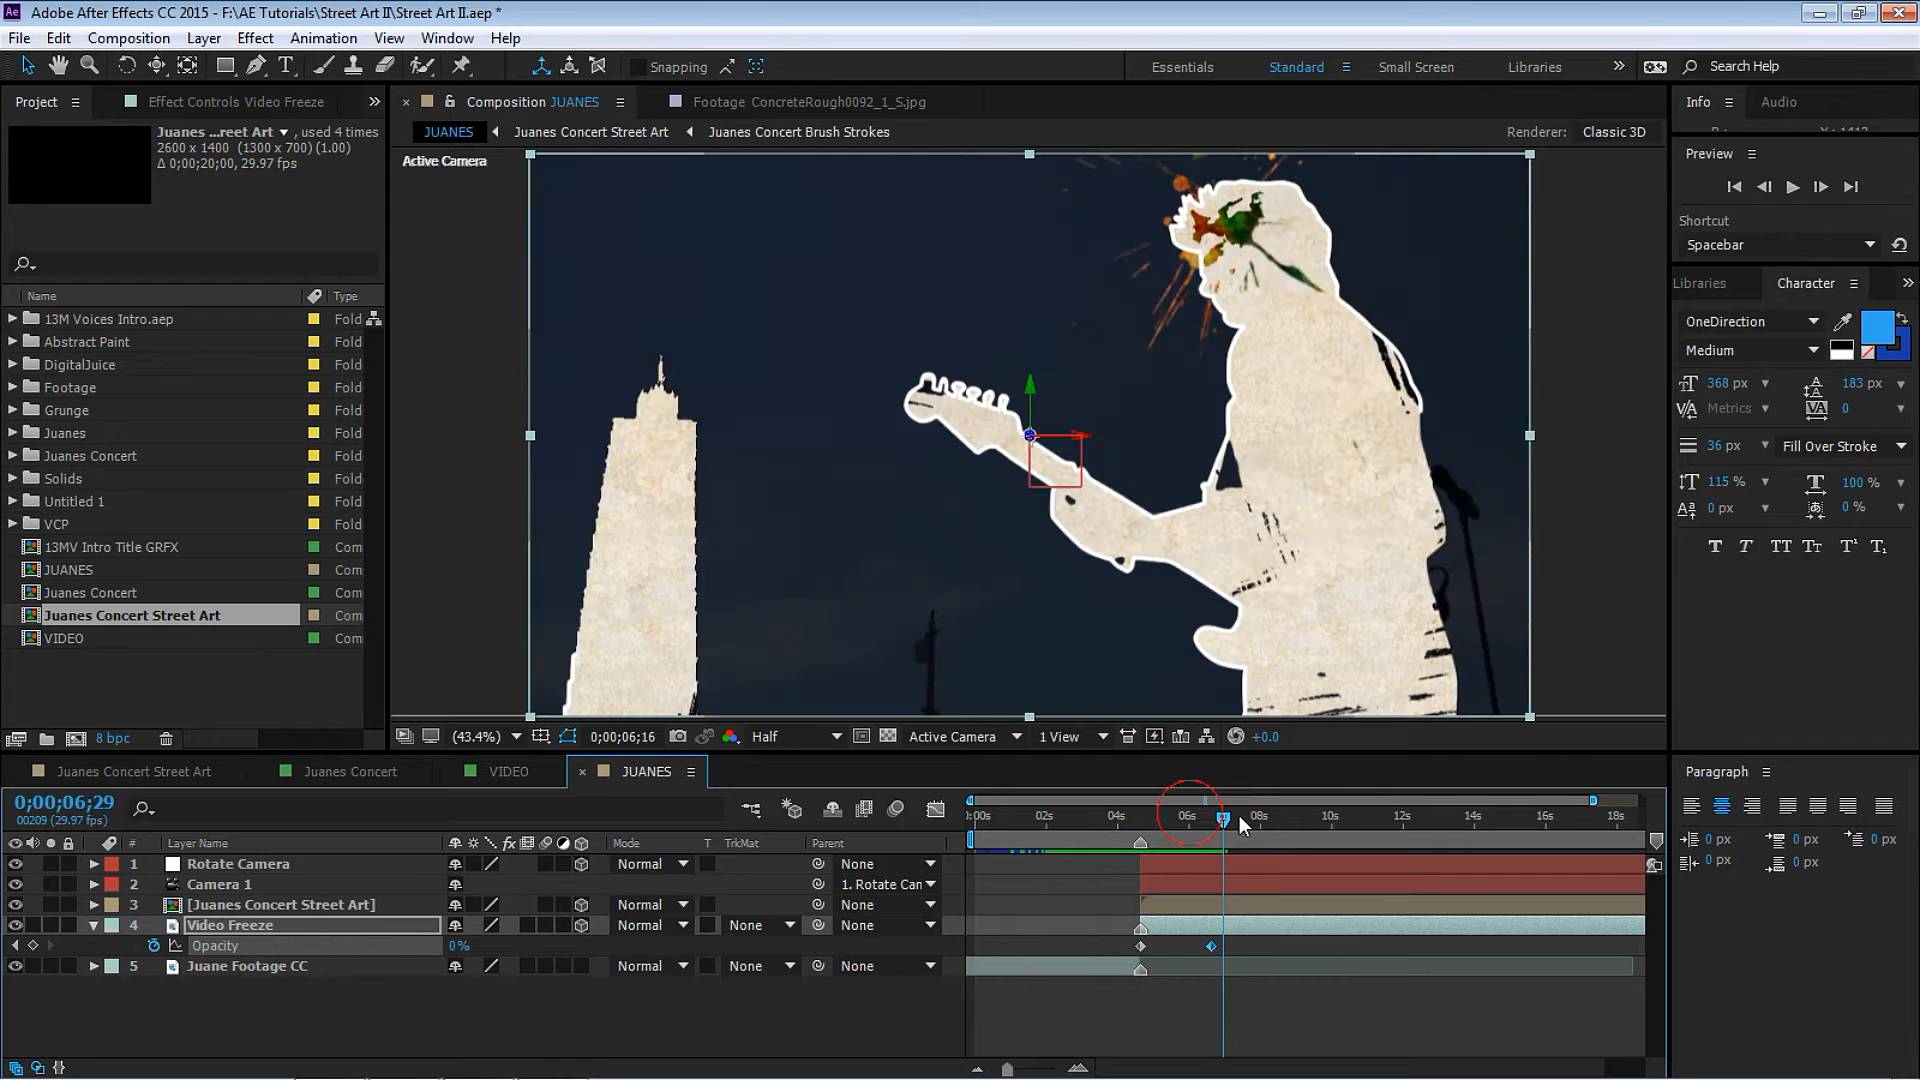 Adobe After Effects CC 2015 - F:\AE Tutorials\Street Art II\Street Art II.aep *
File Edit Composition Layer Effect Animation View Window Help
Snapping Essentials Standard Small Screen Libraries Search Help
Project Effect Controls Video Freeze Composition JUANES Footage ConcreteRough0092_1_S.jpg Info Audio
Juanes ...reet Art , used 4 times
2600 x 1400 (1300 x 700) (1.00)
Δ 0;00;20;00, 29.97 fps
JUANES Juanes Concert Street Art Juanes Concert Brush Strokes Renderer: Classic 3D
Active Camera
Preview
Shortcut
Spacebar
Libraries Character
OneDirection
Medium
368 px 183 px
Metrics 0
36 px Fill Over Stroke
115 % 100 %
0 px 0 %
Name Type
13M Voices Intro.aep Fold
Abstract Paint Fold
DigitalJuice Fold
Footage Fold
Grunge Fold
Juanes Fold
Juanes Concert Fold
Solids Fold
Untitled 1 Fold
VCP Fold
13MV Intro Title GRFX Com
JUANES Com
Juanes Concert Com
Juanes Concert Street Art Com
VIDEO Com
8 bpc
(43.4%) 0;00;06;16 Half Active Camera 1 View +0.0
Juanes Concert Street Art Juanes Concert VIDEO JUANES
Paragraph
0 px 0 px 0 px
0 px 0 px
0;00;06;29
00209 (29.97 fps)
:00s 02s 04s 06s 08s 10s 12s 14s 16s 18s
# Layer Name Mode T TrkMat Parent
1 Rotate Camera Normal None
2 Camera 1 1. Rotate Can
3 [Juanes Concert Street Art] Normal None
4 Video Freeze Normal None None
Opacity 0%
5 Juane Footage CC Normal None None